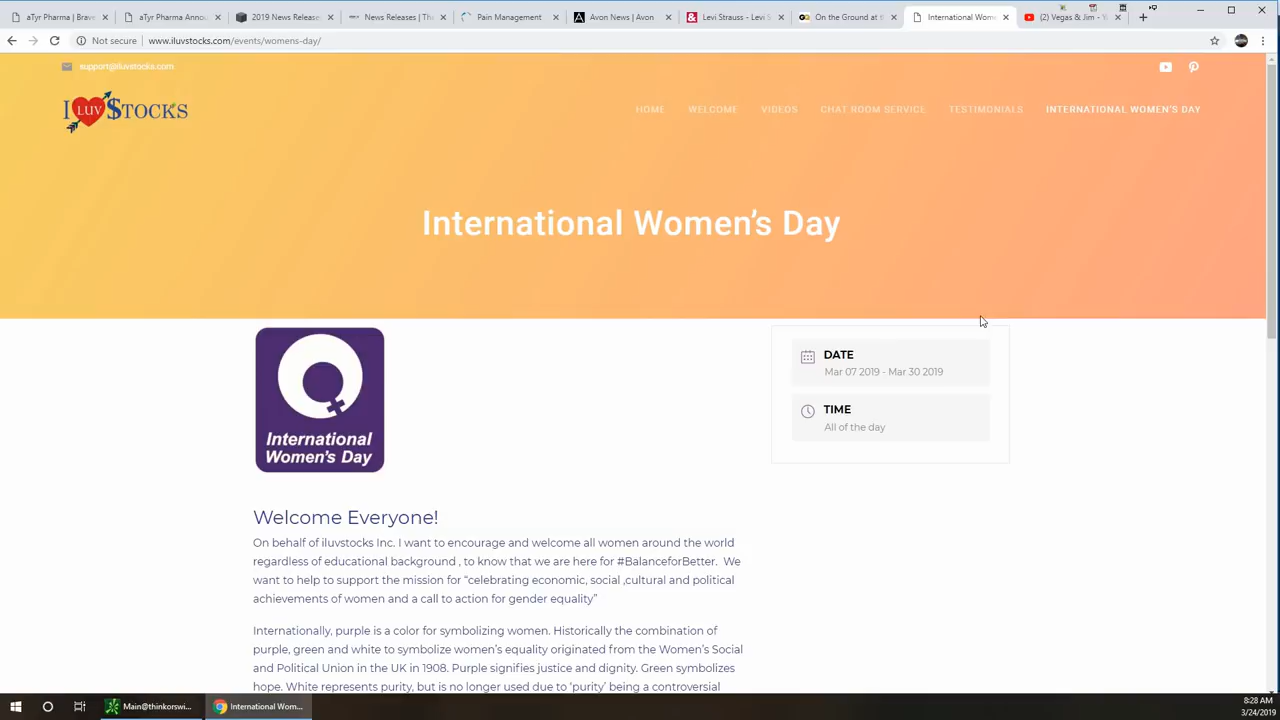 aTyr Pharma | Brave
aTyr Pharma Annou
2019 News Release
News Releases | Th
Pain Management
Avon News | Avon
Levi Strauss - Levi S
On the Ground at t
International Wome
(2) Vegas & Jim - Y
Not secure www.iluvstocks.com/events/womens-day/
support@iluvstocks.com
I LUV $TOCKS
HOME WELCOME VIDEOS CHAT ROOM SERVICE TESTIMONIALS INTERNATIONAL WOMEN'S DAY
International Women's Day
International
Women's Day
DATE
Mar 07 2019 - Mar 30 2019
TIME
All of the day
Welcome Everyone!
On behalf of iluvstocks Inc. I want to encourage and welcome all women around the world
regardless of educational background , to know that we are here for #BalanceforBetter. We
want to help to support the mission for “celebrating economic, social ,cultural and political
achievements of women and a call to action for gender equality”
Internationally, purple is a color for symbolizing women. Historically the combination of
purple, green and white to symbolize women's equality originated from the Women's Social
and Political Union in the UK in 1908. Purple signifies justice and dignity. Green symbolizes
hope. White represents purity, but is no longer used due to 'purity' being a controversial
Main@thinkorswi...
International Wom...
8:28 AM
3/24/2019